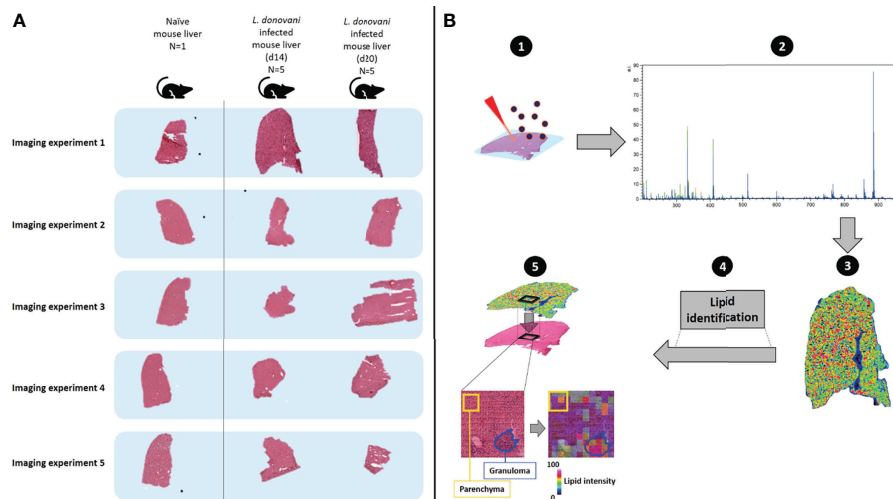 A
Naïve
mouse liver
N=1
L. donovani
infected
mouse liver
(d14)
N=5
L. donovani
infected
mouse liver
(d20)
N=5
Imaging experiment 1
Imaging experiment 2
Imaging experiment 3
Imaging experiment 4
Imaging experiment 5
B
1
2
a.i.
90
80
70
60
50
40
30
20
10
0
300
400
500
600
700
800
900
5
4
3
Lipid
identification
Granuloma
Parenchyma
100
Lipid intensity
0